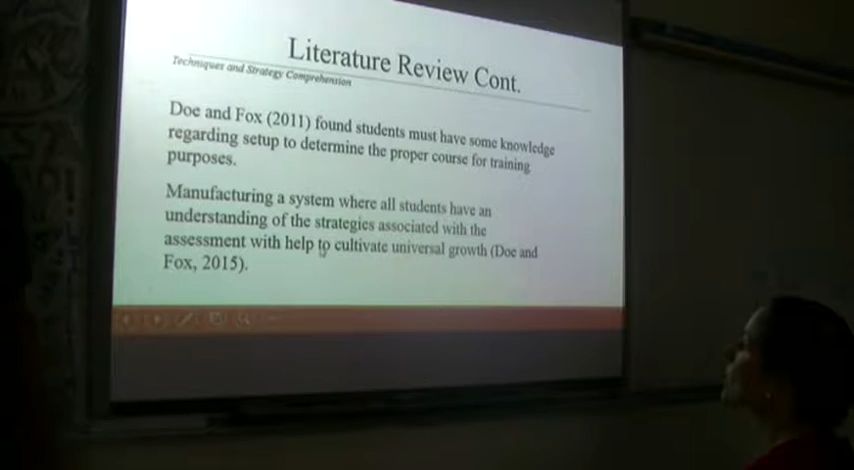 Literature Review Cont.
Techniques and Strategy Comprehension
Doe and Fox (2011) found students must have some knowledge
regarding setup to determine the proper course for training
purposes.
Manufacturing a system where all students have an
understanding of the strategies associated with the
assessment with help to cultivate universal growth (Doe and
Fox, 2015).